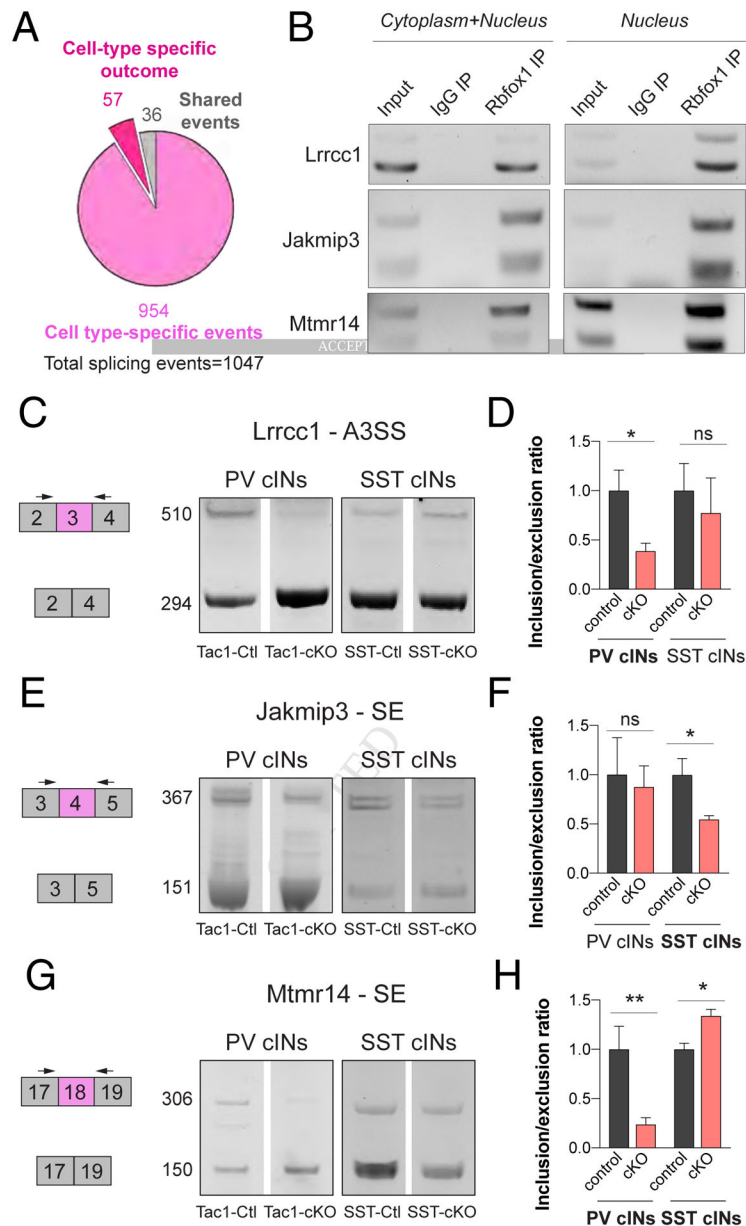 A
Cell-type specific
outcome
57
36
Shared
events
954
Cell type-specific events
Total splicing events=1047
B
Cytoplasm+Nucleus
Nucleus
Input
IgG IP
Rbfox1 IP
Input
IgG IP
Rbfox1 IP
Lrrcc1
Jakmip3
Mtmr14
ACCEPT
C
Lrrcc1 - A3SS
PV cINs
SST cINs
2 3 4
2 4
510
294
Tac1-Ctl Tac1-cKO SST-Ctl SST-cKO
D
Inclusion/exclusion ratio
1.5
1.0
0.5
0.0
* ns
control cKO control cKO
PV cINs SST cINs
E
Jakmip3 - SE
PV cINs
SST cINs
3 4 5
3 5
367
151
TED
Tac1-Ctl Tac1-cKO SST-Ctl SST-cKO
F
Inclusion/exclusion ratio
1.5
1.0
0.5
0.0
ns *
control cKO control cKO
PV cINs SST cINs
G
Mtmr14 - SE
PV cINs
SST cINs
17 18 19
17 19
306
150
Tac1-Ctl Tac1-cKO SST-Ctl SST-cKO
H
Inclusion/exclusion ratio
1.5
1.0
0.5
0.0
** *
control cKO control cKO
PV cINs SST cINs